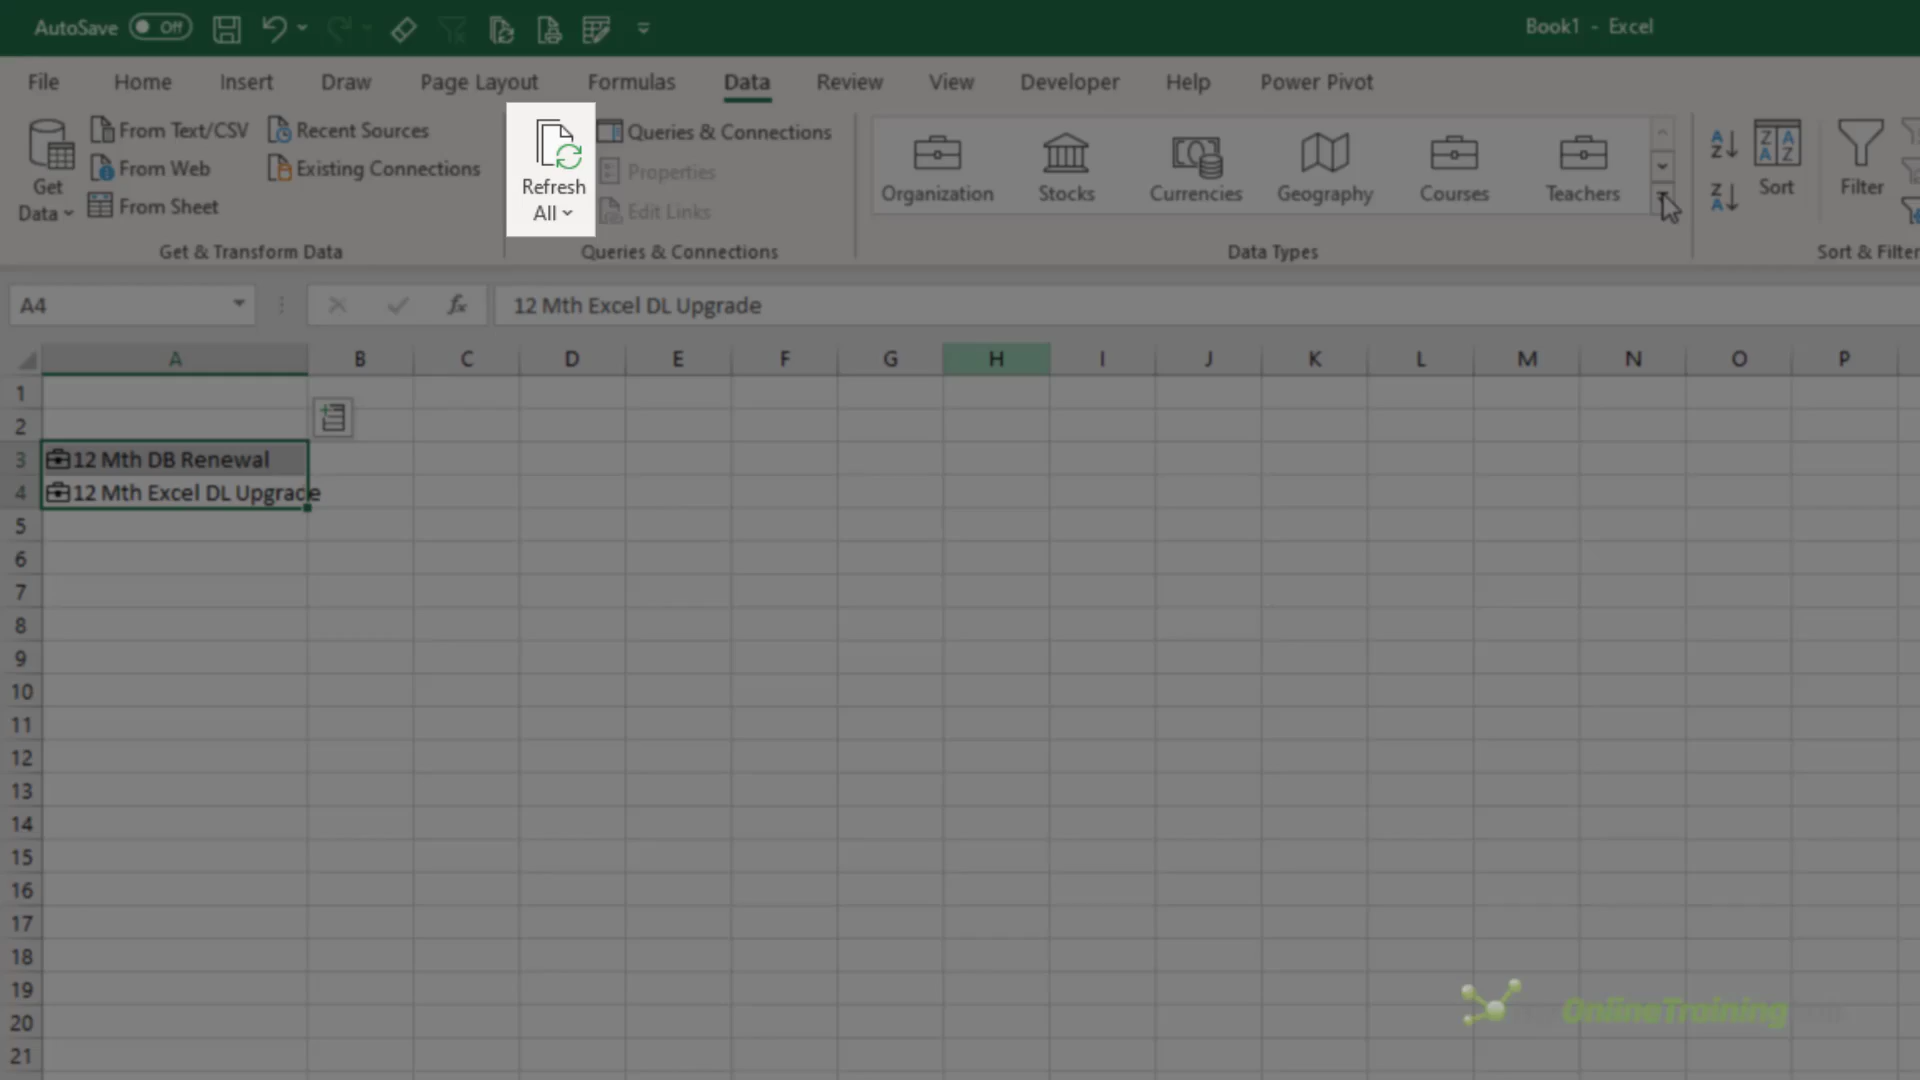 AutoSave Off
Book1 - Excel
File Home Insert Draw Page Layout Formulas Data Review View Developer Help Power Pivot
Get Data
From Text/CSV
From Web
From Sheet
Recent Sources
Existing Connections
Get & Transform Data
Refresh All
Queries & Connections
Properties
Edit Links
Queries & Connections
Organization Stocks Currencies Geography Courses Teachers
Data Types
Sort
Filter
Sort & Filter
A4
fx
12 Mth Excel DL Upgrade
A B C D E F G H I J K L M N O P
1
2
3 12 Mth DB Renewal
4 12 Mth Excel DL Upgrade
5
6
7
8
9
10
11
12
13
14
15
16
17
18
19
20
21
OnlineTraining